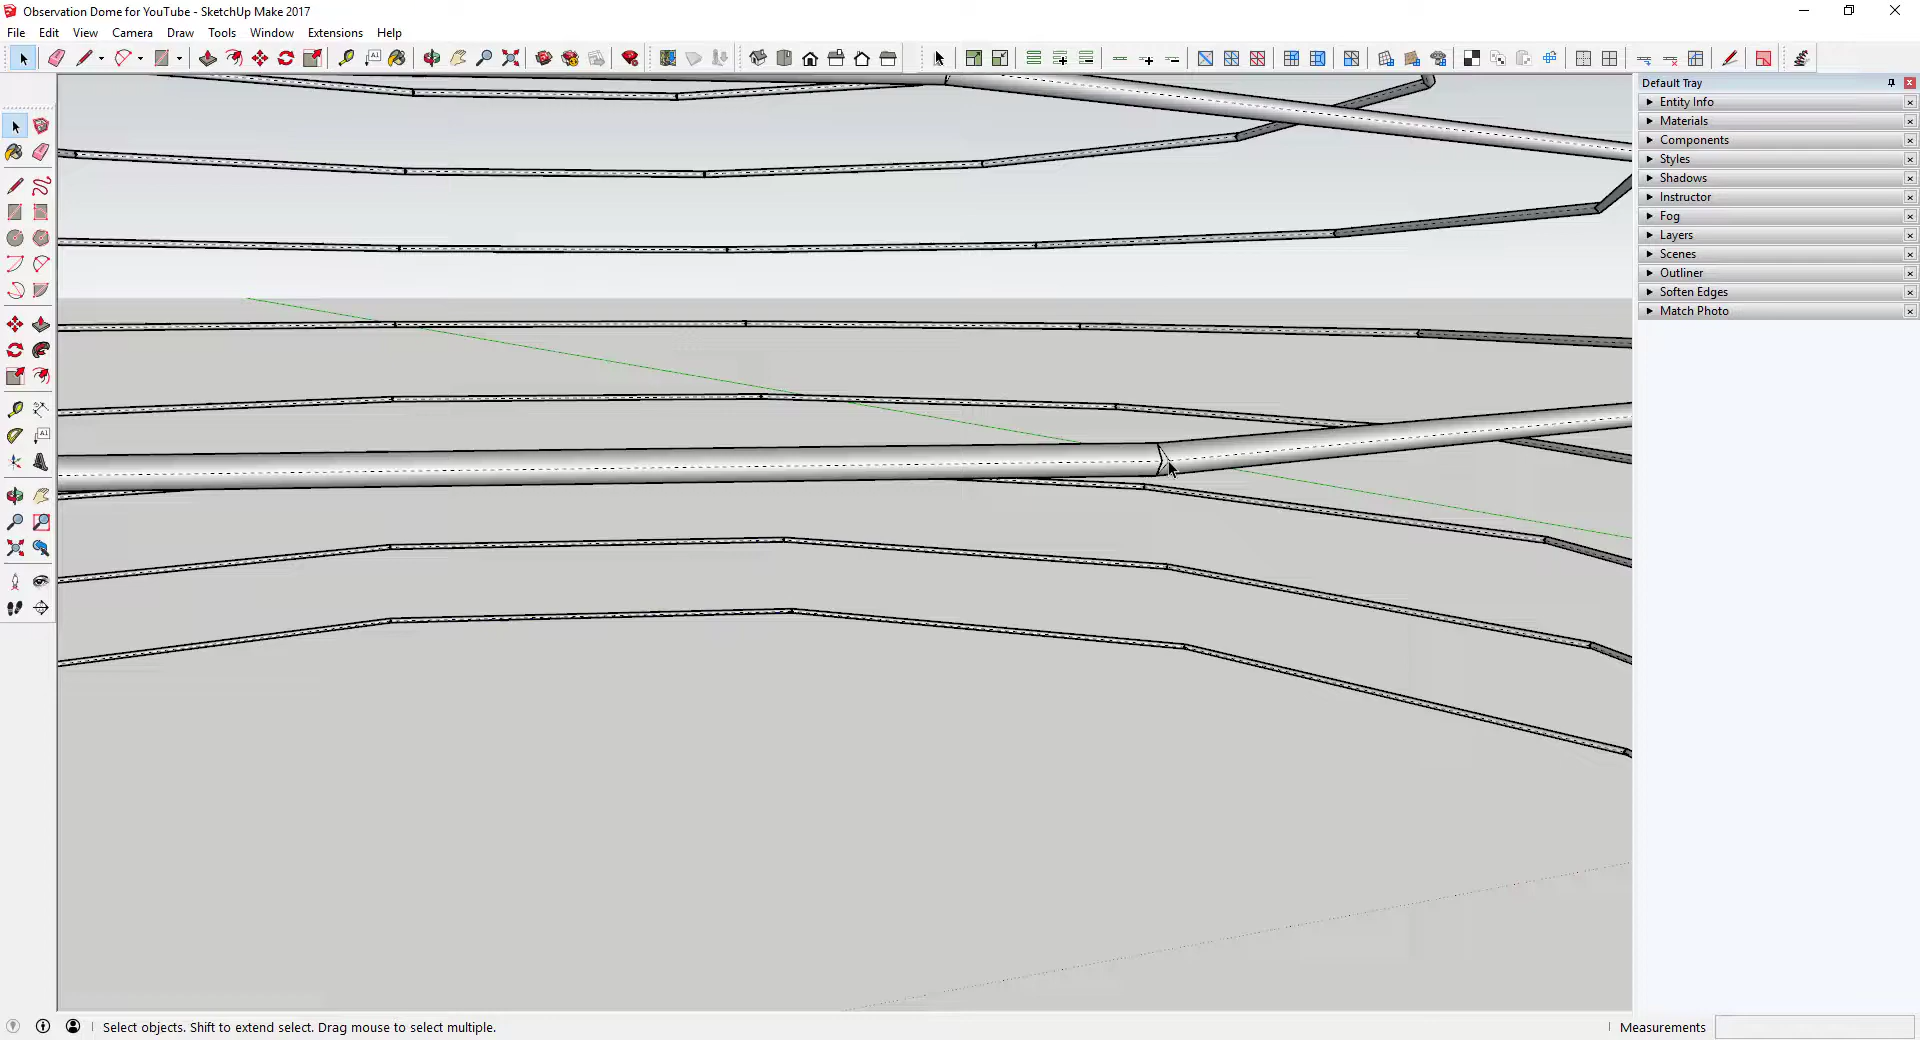 Observation Dome for YouTube - SketchUp Make 2017
File Edit View Camera Draw Tools Window Extensions Help
Default Tray
Entity Info
Materials
Components
Styles
Shadows
Instructor
Fog
Layers
Scenes
Outliner
Soften Edges
Match Photo
Select objects. Shift to extend select. Drag mouse to select multiple.
Measurements